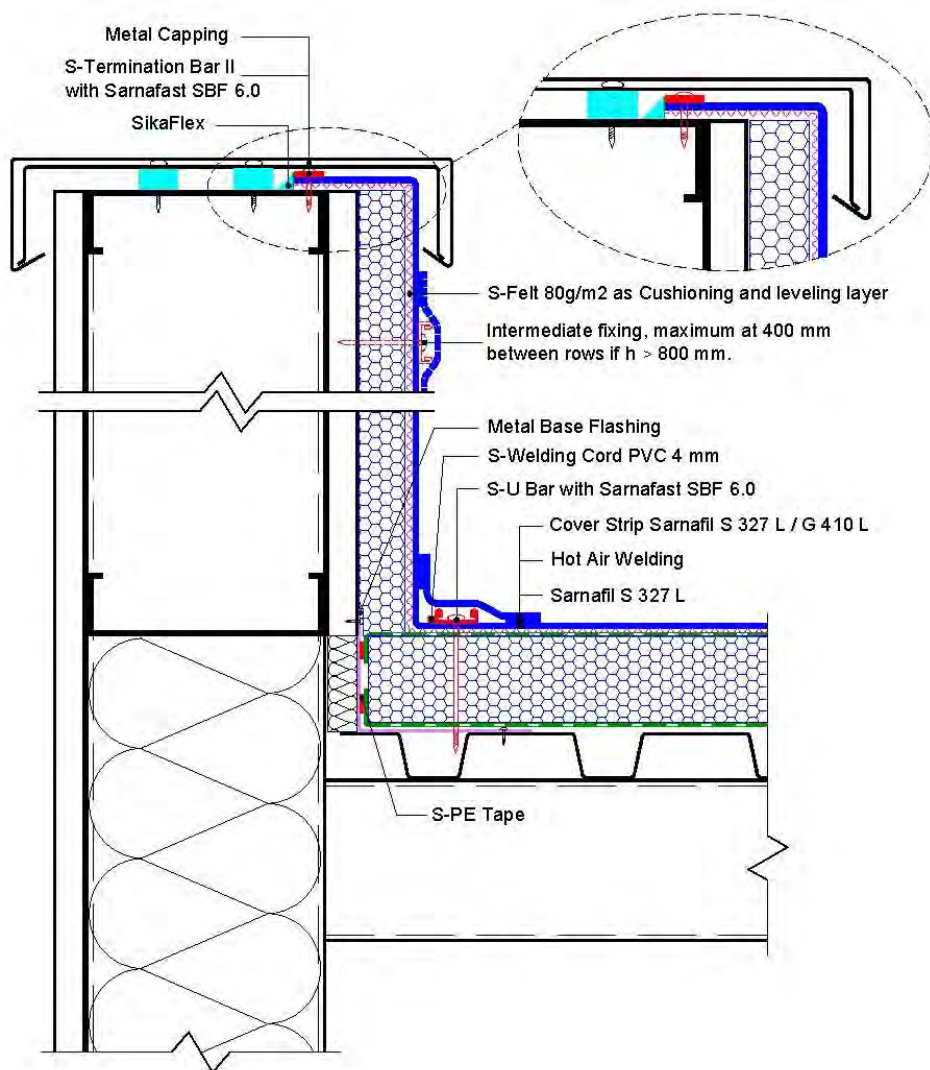 Metal Capping
S-Termination Bar II
with Sarnafast SBF 6.0
SikaFlex
S-Felt 80g/m2 as Cushioning and leveling layer
Intermediate fixing, maximum at 400 mm
between rows if h > 800 mm.
Metal Base Flashing
S-Welding Cord PVC 4 mm
S-U Bar with Sarnafast SBF 6.0
Cover Strip Sarnafil S 327 L / G 410 L
Hot Air Welding
Sarnafil S 327 L
S-PE Tape